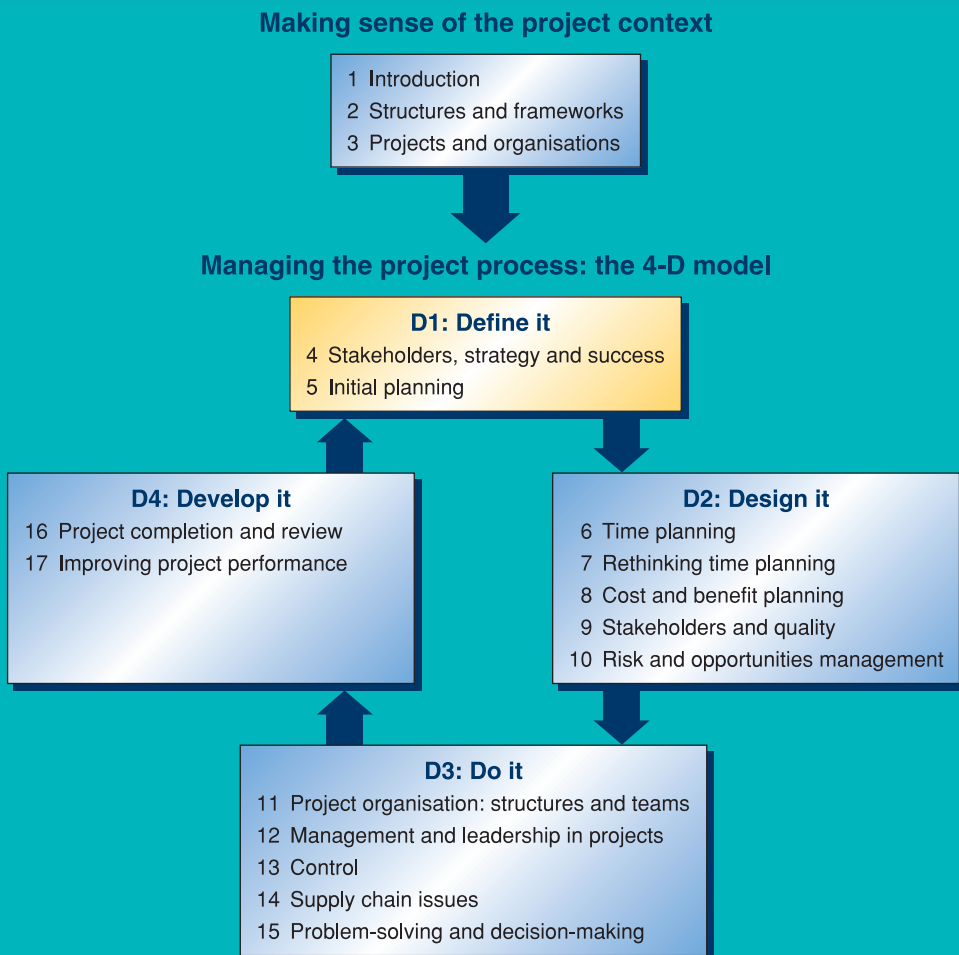 Making sense of the project context
1 Introduction
2 Structures and frameworks
3 Projects and organisations
Managing the project process: the 4-D model
D1: Define it
4 Stakeholders, strategy and success
5 Initial planning
D4: Develop it
16 Project completion and review
17 Improving project performance
D2: Design it
6 Time planning
7 Rethinking time planning
8 Cost and benefit planning
9 Stakeholders and quality
10 Risk and opportunities management
D3: Do it
11 Project organisation: structures and teams
12 Management and leadership in projects
13 Control
14 Supply chain issues
15 Problem-solving and decision-making